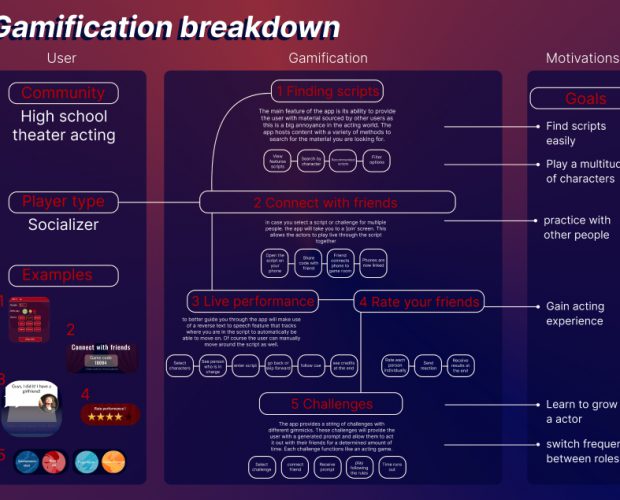 Gamification breakdown
User
Gamification
Motivations
Community
High school
theater acting
Player type
Socializer
Examples
1
2
Connect with friends
Game code
3
Guys, I did it! I have a
girlfriend!
4
Rate performance!
5
1 Finding scripts
The main feature of the app is its ability to provide
the user with material sourced by other users as
this is a big annoyance in the acting world. The
app hosts content with a variety of methods to
search for the material you are looking for.
View
features
scripts
Search by
character
Filter
options
2 Connect with friends
in case you select a script or challenge for multiple
people, the app will take you to a 'join' screen. This
allows the actors to play live through the script
together
Open the
script on
your
phone
Share
code with
friend
Friend
connects
phone to
game room
Phones are
now linked
3 Live performance
to better guide you through the app will make use
of a reverse text to speech feature that tracks
where you are in the script to automatically be
able to move on. Of course the user can manually
move around the script as well.
Select
characters
See person
who is in
charge
enter script
go back or
skip forward
follow cue
see credits
at the end
4 Rate your friends
Rate each
person
individually
Send
reaction
Receive
results at
the end
5 Challenges
The app provides a string of challenges with
different gimmicks. These challenges will provide the
user with a generated prompt and allow them to act
it out with their friends for a determined amount of
time. Each challenge functions like an acting game.
Select
challenge
connect
friend
Receive
prompt
play
following
the rules
Time runs
out
Goals
Find scripts
easily
Play a multitud
of characters
practice with
other people
Gain acting
experience
Learn to grow
a actor
switch frequen
between roles